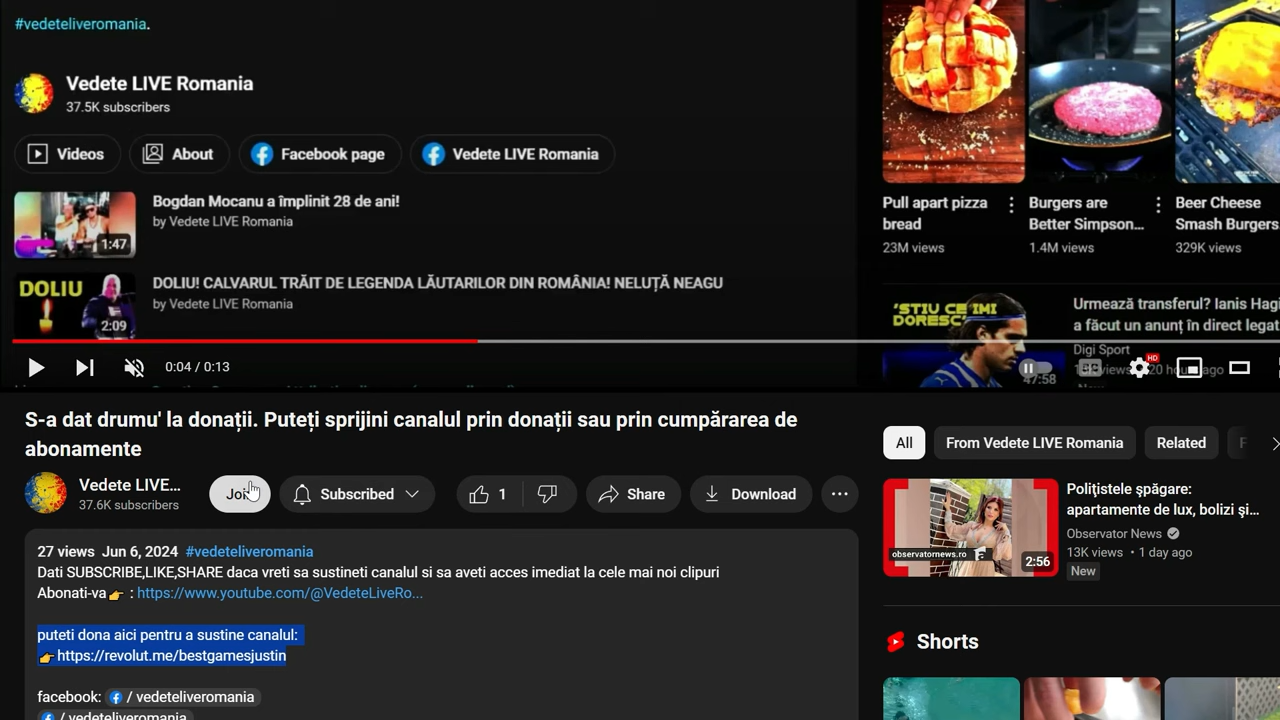 #vedeteliveromania.
Vedete LIVE Romania
37.5K subscribers
Videos
About
Facebook page
Vedete LIVE Romania
Bogdan Mocanu a împlinit 28 de ani!
by Vedete LIVE Romania
1:47
DOLIU! CALVARUL TRĂIT DE LEGENDA LĂUTARILOR DIN ROMÂNIA! NELUȚĂ NEAGU
by Vedete LIVE Romania
DOLIU
2:09
0:04 / 0:13
Pull apart pizza
bread
23M views
Burgers are
Better Simpson...
1.4M views
Beer Cheese
Smash Burgers
329K views
'STIU CE IMI
DORESC'
Urmează transferul? Ianis Hagi
a făcut un anunț în direct legat
Digi Sport
47:58
HD
S-a dat drumu' la donații. Puteți sprijini canalul prin donații sau prin cumpărarea de
abonamente
Vedete LIVE...
37.6K subscribers
Join
Subscribed
1
Share
Download
27 views Jun 6, 2024 #vedeteliveromania
Dati SUBSCRIBE,LIKE,SHARE daca vreti sa sustineti canalul si sa aveti acces imediat la cele mai noi clipuri
Abonati-va👉 : https://www.youtube.com/@VedeteLiveRo...
puteti dona aici pentru a sustine canalul:
👉https://revolut.me/bestgamesjustin
facebook: / vedeteliveromania
/ vedeteliveromania
All
From Vedete LIVE Romania
Related
Polițistele șpăgare:
apartamente de lux, bolizi și...
Observator News
13K views • 1 day ago
New
observatornews.ro
2:56
Shorts